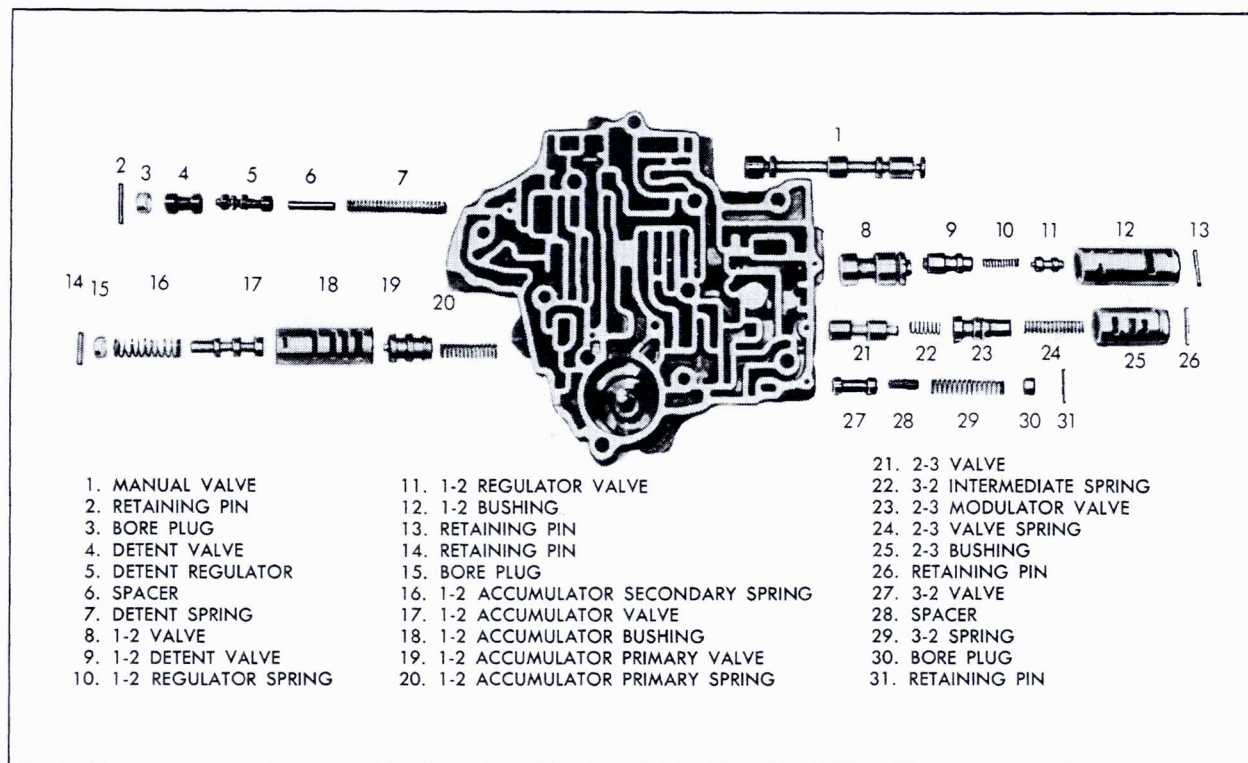 1
2 3 4 5 6 7
8 9 10 11 12 13
14 15 16 17 18 19 20
21 22 23 24 25 26
27 28 29 30 31
1. MANUAL VALVE
2. RETAINING PIN
3. BORE PLUG
4. DETENT VALVE
5. DETENT REGULATOR
6. SPACER
7. DETENT SPRING
8. 1-2 VALVE
9. 1-2 DETENT VALVE
10. 1-2 REGULATOR SPRING
11. 1-2 REGULATOR VALVE
12. 1-2 BUSHING
13. RETAINING PIN
14. RETAINING PIN
15. BORE PLUG
16. 1-2 ACCUMULATOR SECONDARY SPRING
17. 1-2 ACCUMULATOR VALVE
18. 1-2 ACCUMULATOR BUSHING
19. 1-2 ACCUMULATOR PRIMARY VALVE
20. 1-2 ACCUMULATOR PRIMARY SPRING
21. 2-3 VALVE
22. 3-2 INTERMEDIATE SPRING
23. 2-3 MODULATOR VALVE
24. 2-3 VALVE SPRING
25. 2-3 BUSHING
26. RETAINING PIN
27. 3-2 VALVE
28. SPACER
29. 3-2 SPRING
30. BORE PLUG
31. RETAINING PIN